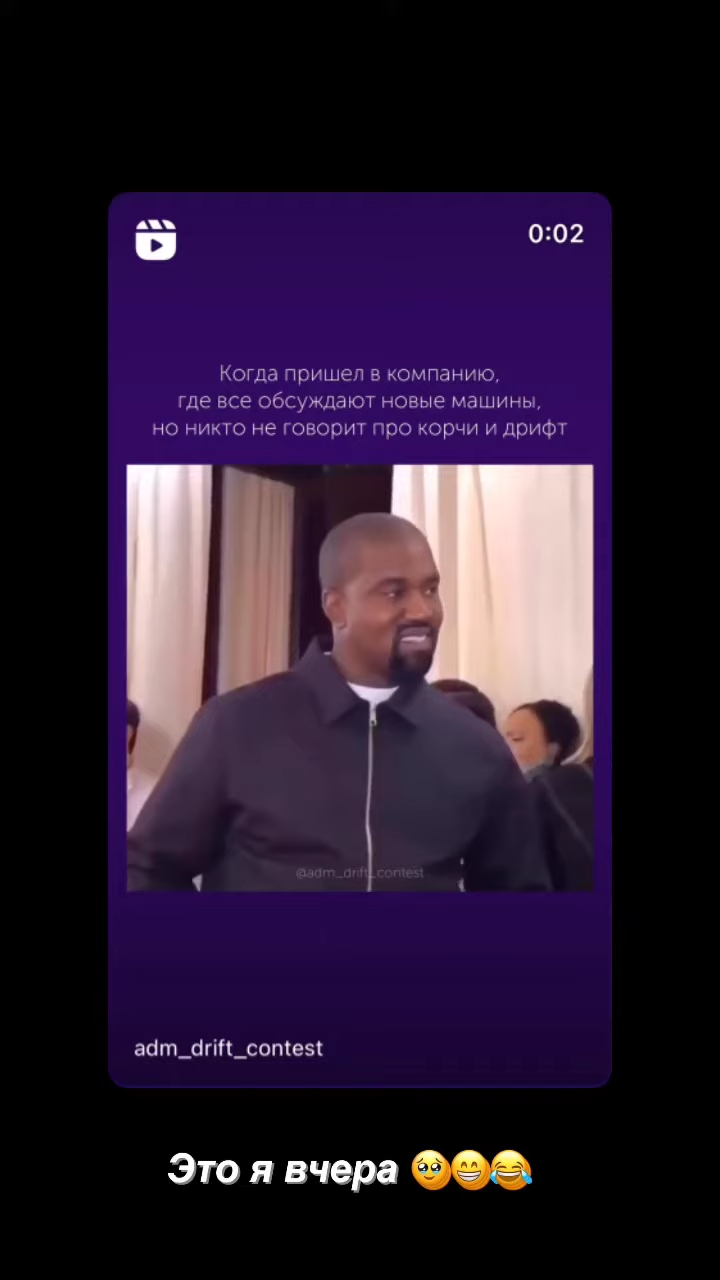 0:02
Когда пришел в компанию,
где все обсуждают новые машины,
но никто не говорит про корчи и дрифт
@adm_drift_contest
adm_drift_contest
Это я вчера 🥹😁😂